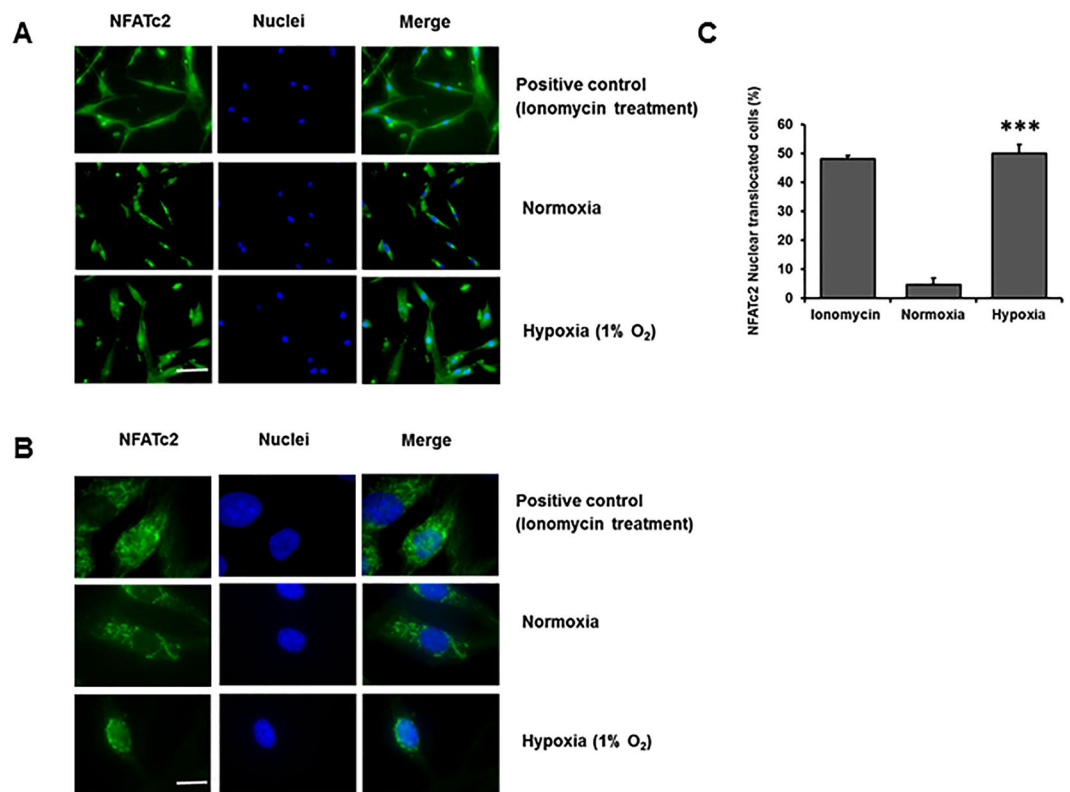 A
NFATc2 Nuclei Merge
Positive control
(Ionomycin treatment)
Normoxia
Hypoxia (1% O₂)
B
NFATc2 Nuclei Merge
Positive control
(Ionomycin treatment)
Normoxia
Hypoxia (1% O₂)
C
NFATc2 Nuclear translocated cells (%)
60
50
40
30
20
10
0
***
Ionomycin Normoxia Hypoxia